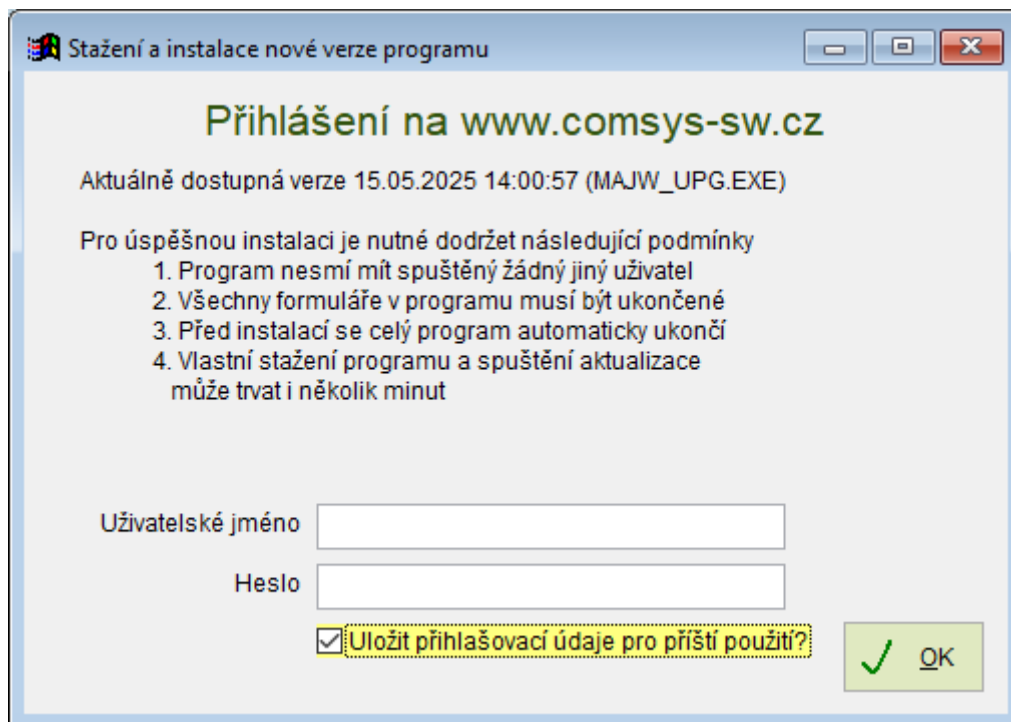 Stažení a instalace nové verze programu
Přihlášení na www.comsys-sw.cz
Aktuálně dostupná verze 15.05.2025 14:00:57 (MAJW_UPG.EXE)
Pro úspěšnou instalaci je nutné dodržet následující podmínky
1. Program nesmí mít spuštěný žádný jiný uživatel
2. Všechny formuláře v programu musí být ukončené
3. Před instalací se celý program automaticky ukončí
4. Vlastní stažení programu a spuštění aktualizace
může trvat i několik minut
Uživatelské jméno
Heslo
Uložit přihlašovací údaje pro příští použití?
OK